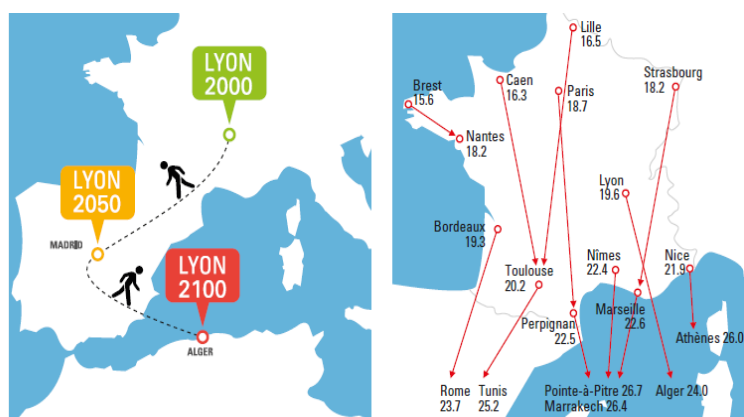 LYON
2000
LYON
2050
MADRID
LYON
2100
ALGER
Lille
16.5
Brest
15.6
Caen
16.3
Paris
18.7
Strasbourg
18.2
Nantes
18.2
Lyon
19.6
Bordeaux
19.3
Toulouse
20.2
Nîmes
22.4
Nice
21.9
Perpignan
22.5
Marseille
22.6
Athènes 26.0
Rome
23.7
Tunis
25.2
Pointe-à-Pitre 26.7
Marrakech 26.4
Alger 24.0